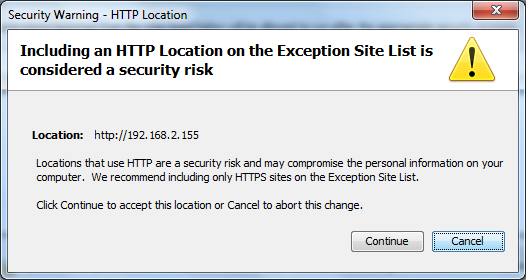 Security Warning - HTTP Location
Including an HTTP Location on the Exception Site List is
considered a security risk
Location: http://192.168.2.155
Locations that use HTTP are a security risk and may compromise the personal information on your
computer. We recommend including only HTTPS sites on the Exception Site List.
Click Continue to accept this location or Cancel to abort this change.
Continue Cancel